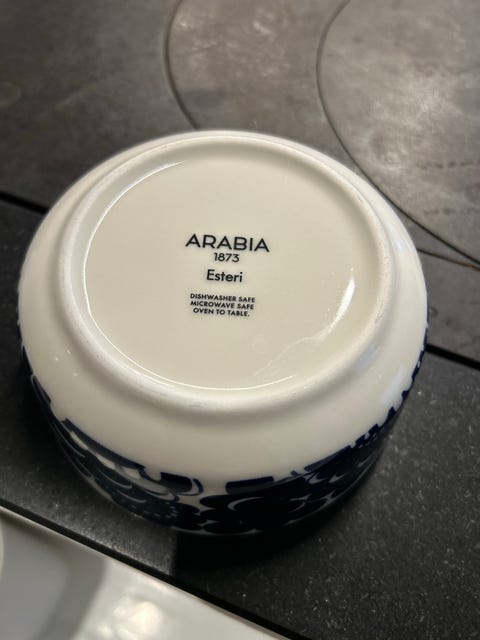 ARABIA
1873
Esteri
DISHWASHER SAFE
MICROWAVE SAFE
OVEN TO TABLE.